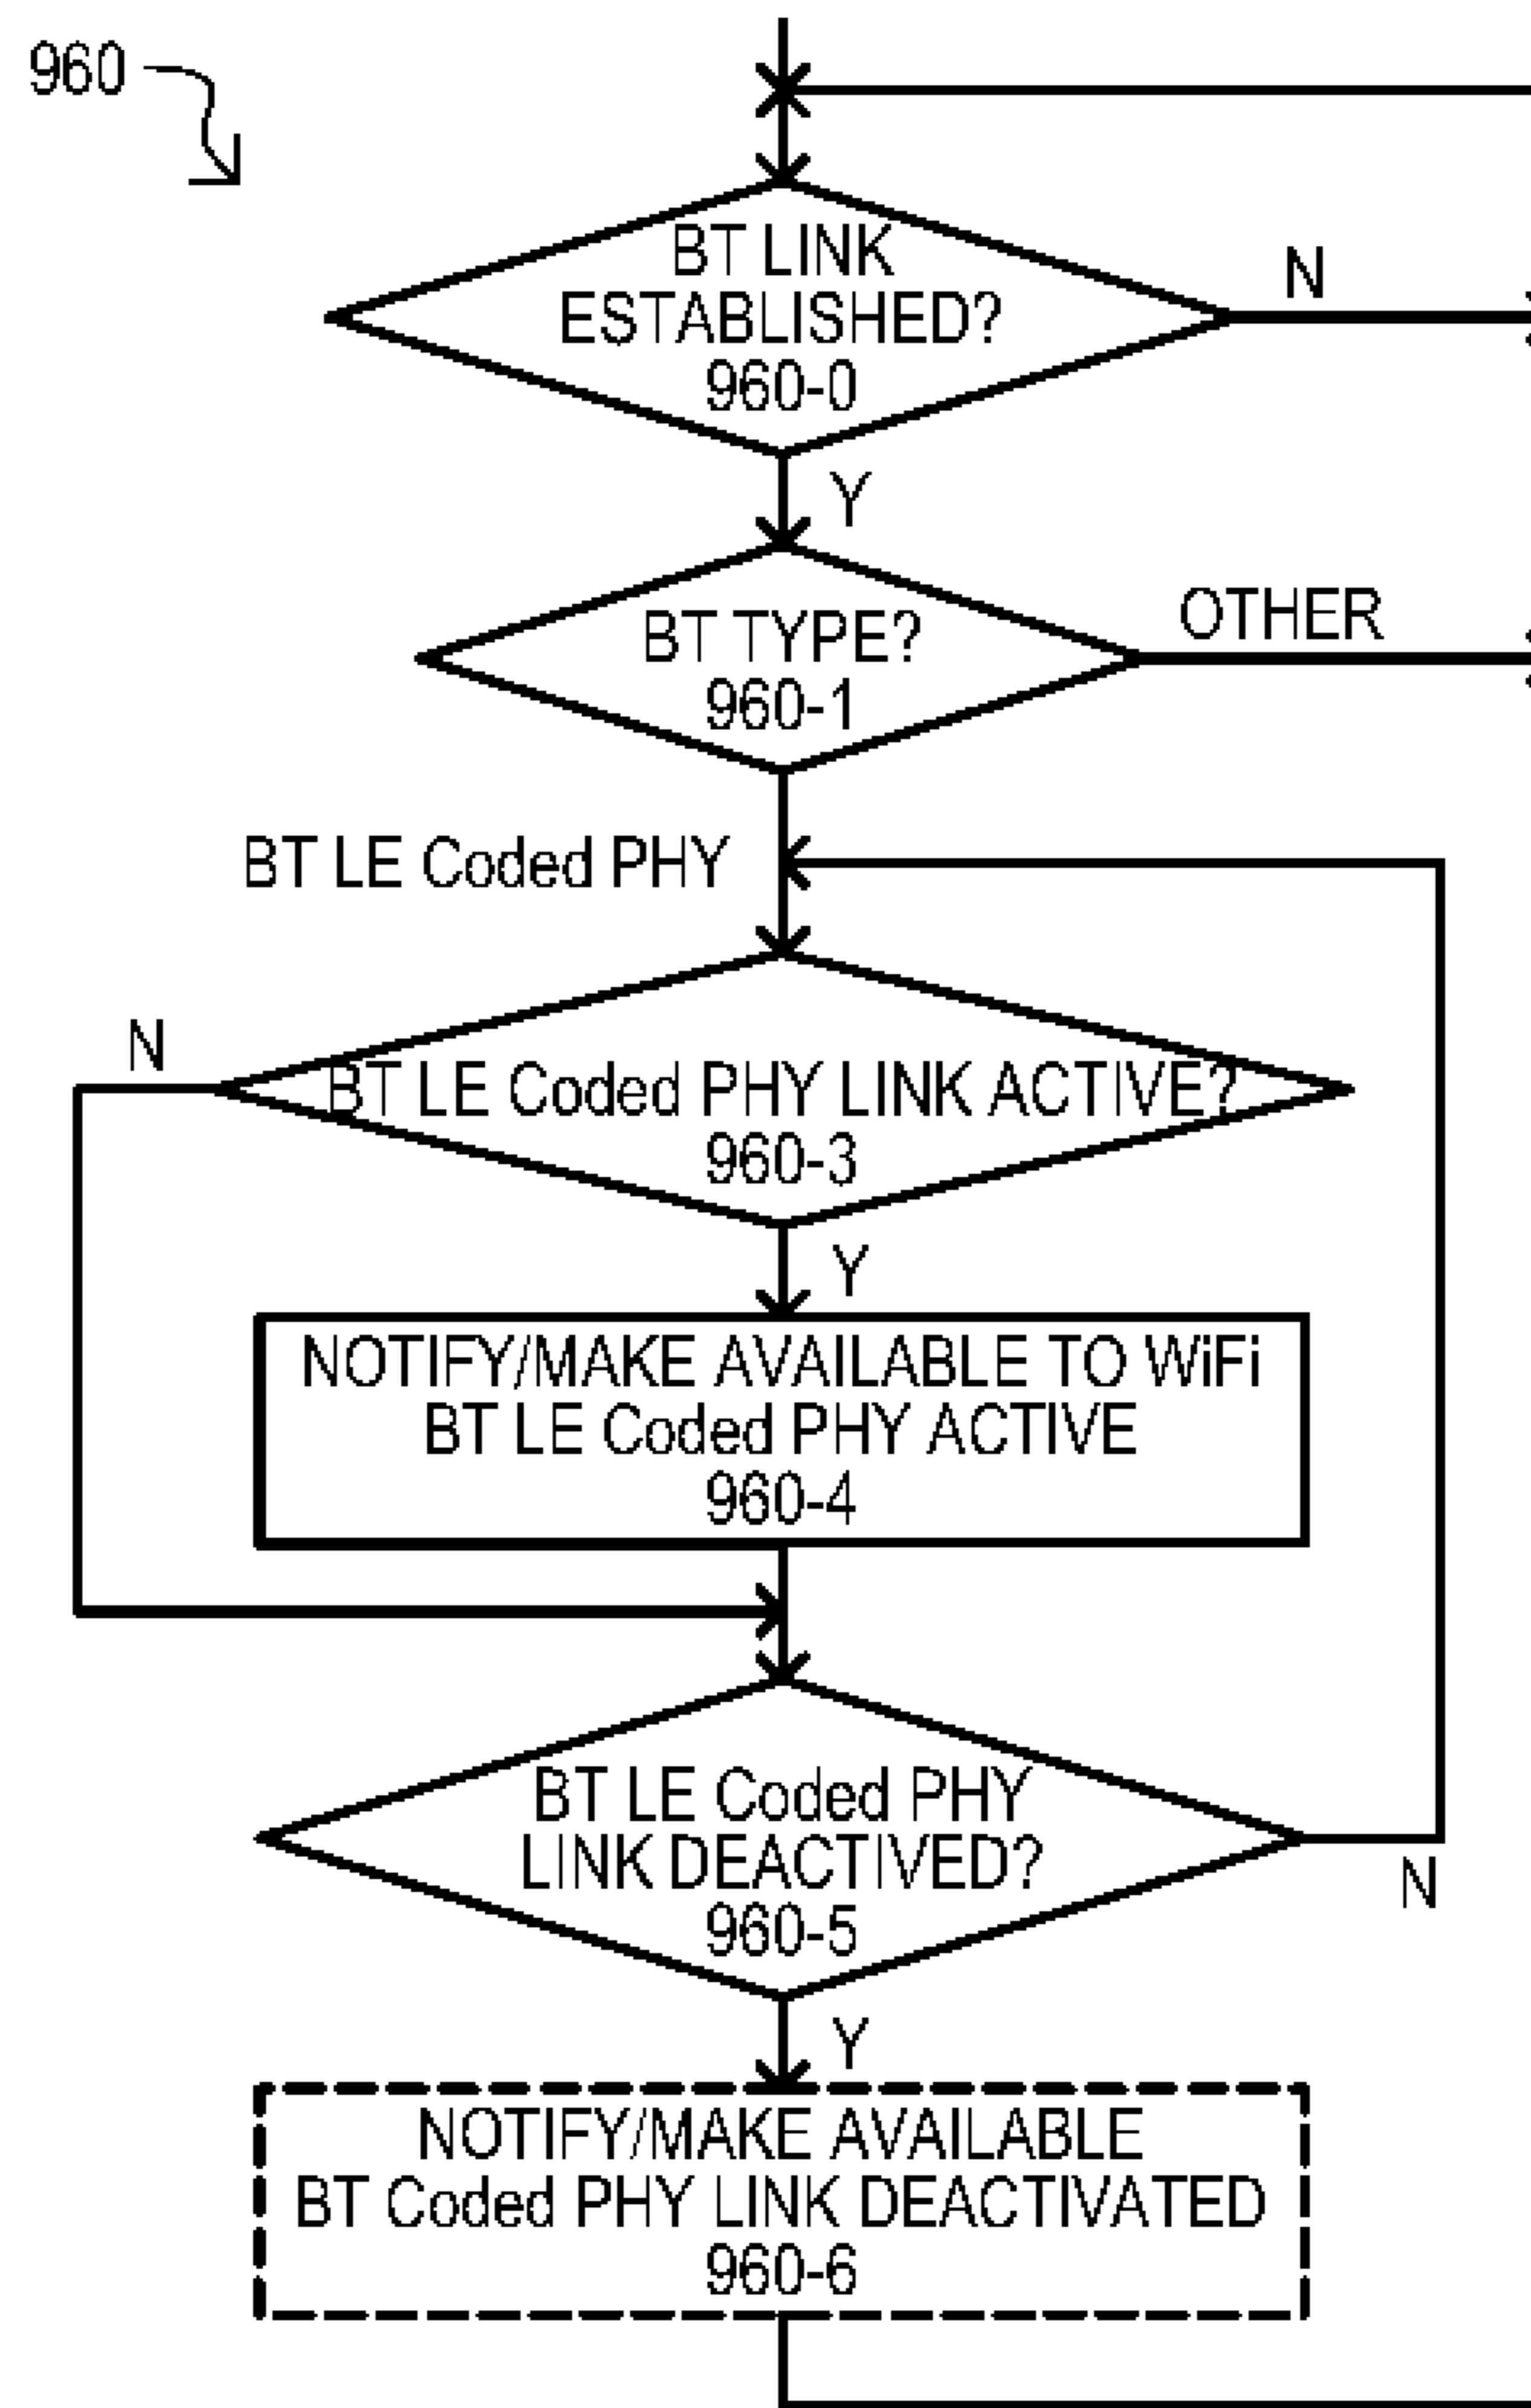 960
BT LINK
ESTABLISHED?
960-0
N
Y
BT TYPE?
960-1
OTHER
BT LE Coded PHY
BT LE Coded PHY LINK ACTIVE?
960-3
N
Y
NOTIFY/MAKE AVAILABLE TO WiFi
BT LE Coded PHY ACTIVE
960-4
BT LE Coded PHY
LINK DEACTIVED?
960-5
N
Y
NOTIFY/MAKE AVAILABLE
BT Coded PHY LINK DEACTIVATED
960-6